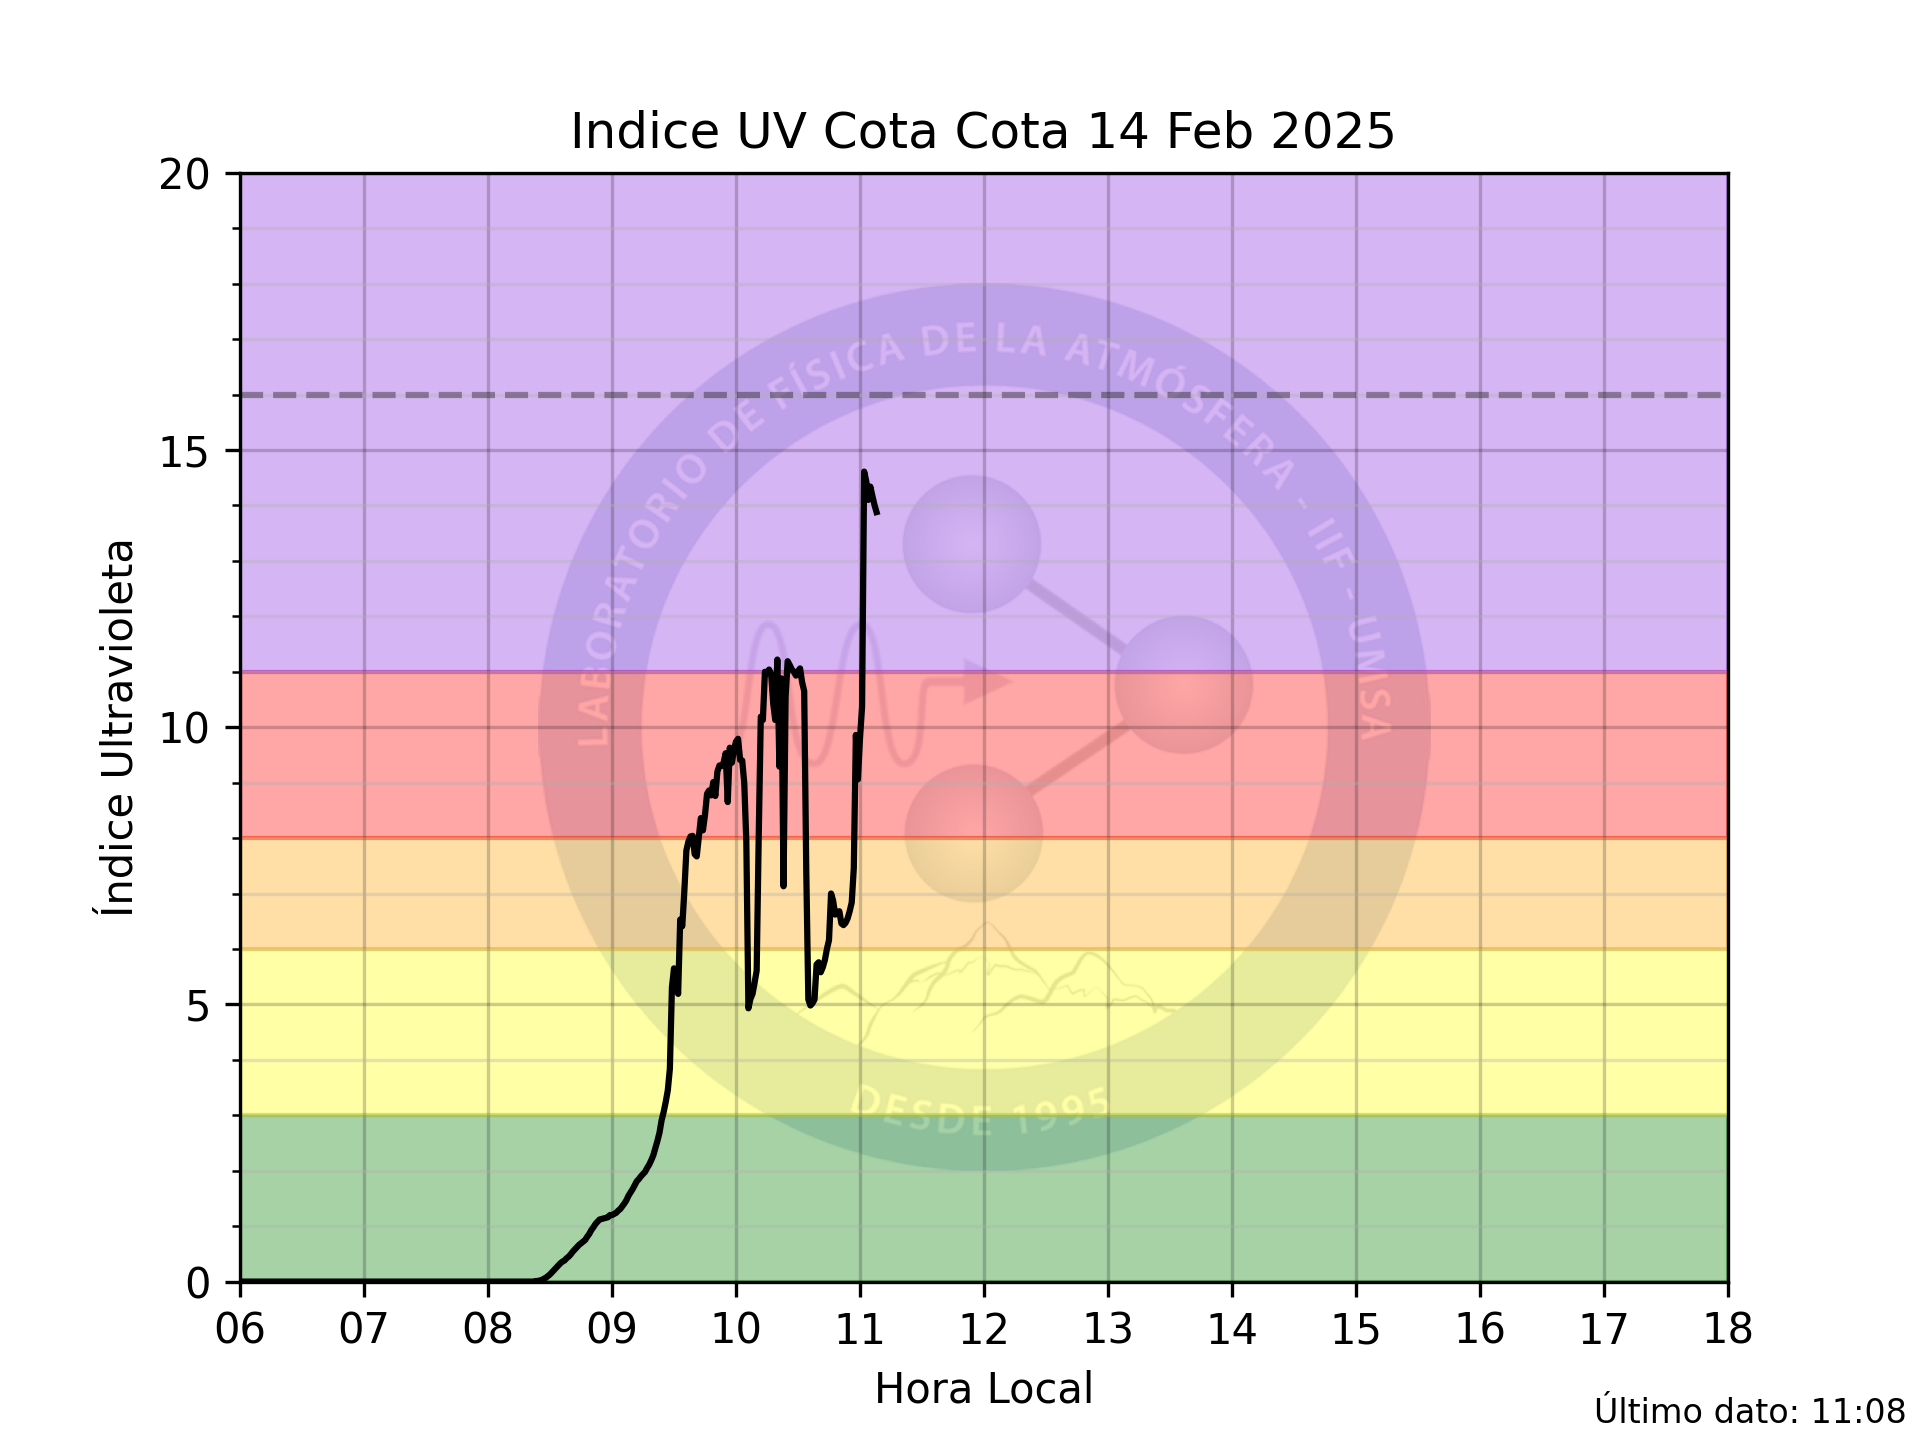 Indice UV Cota Cota 14 Feb 2025
20
15
10
5
0
Índice Ultravioleta
LABORATORIO DE FÍSICA DE LA ATMÓSFERA - IIF - UMSA
DESDE 1995
06 07 08 09 10 11 12 13 14 15 16 17 18
Hora Local
Último dato: 11:08